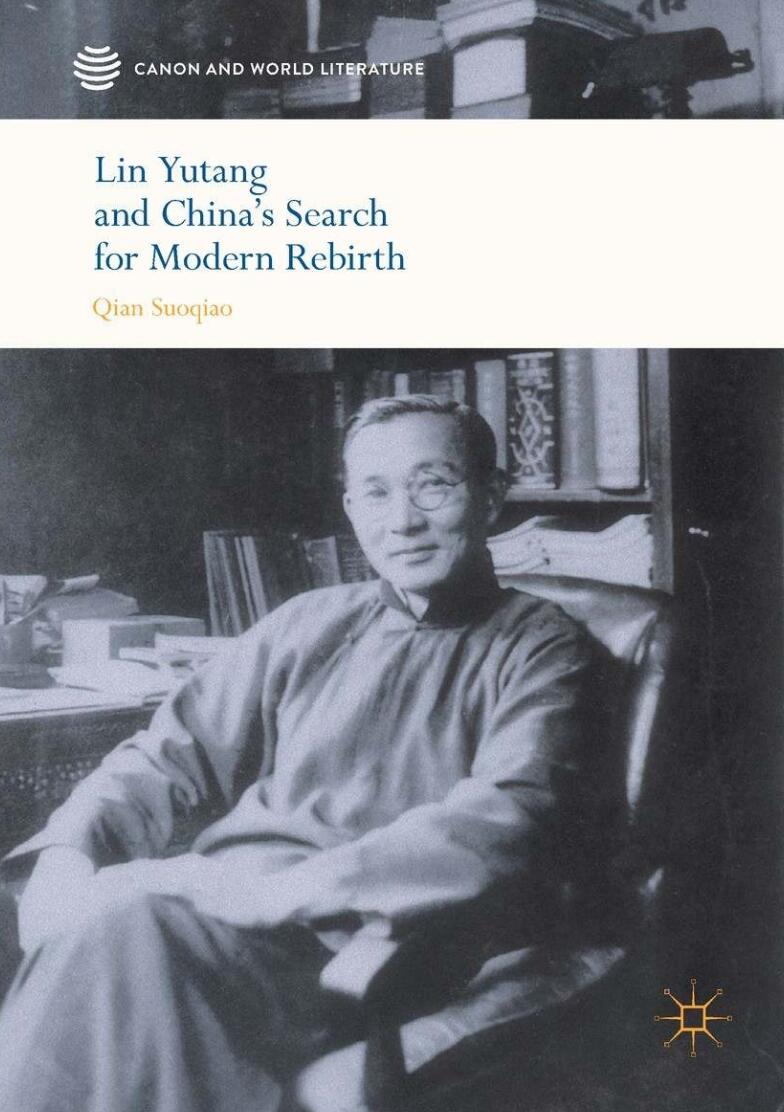 CANON AND WORLD LITERATURE
Lin Yutang
and China's Search
for Modern Rebirth
Qian Suoqiao